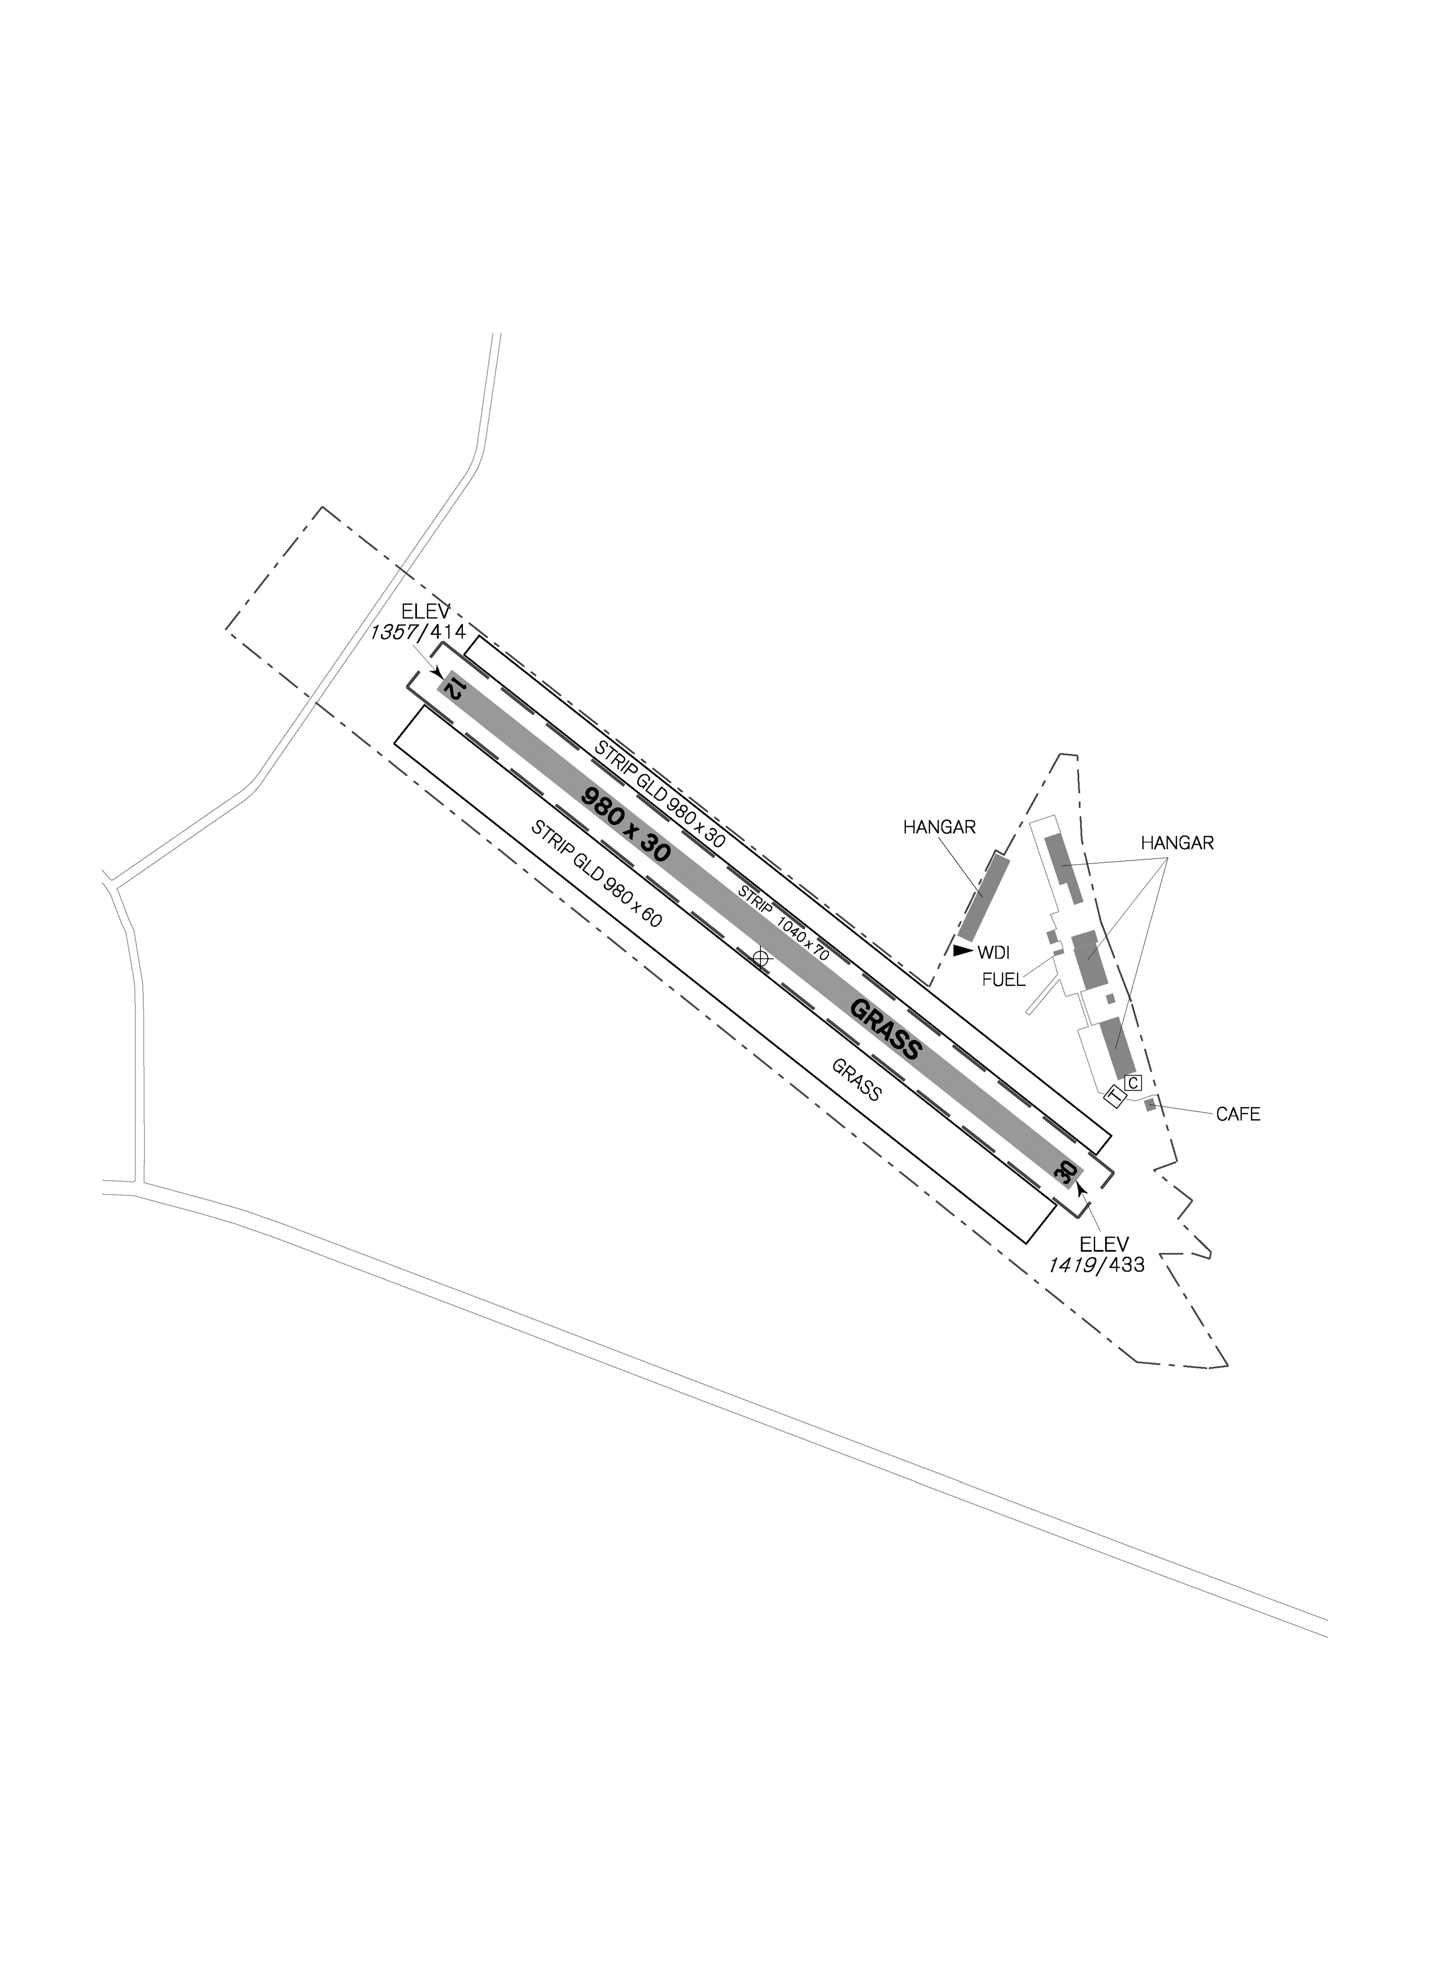 ELEV
1357/414
12
STRIP GLD 980 x 30
980 x 30
STRIP GLD 980 x 60
STRIP 1040 x 70
HANGAR
HANGAR
WDI
FUEL
GRASS
GRASS
C
T
CAFE
30
ELEV
1419/433